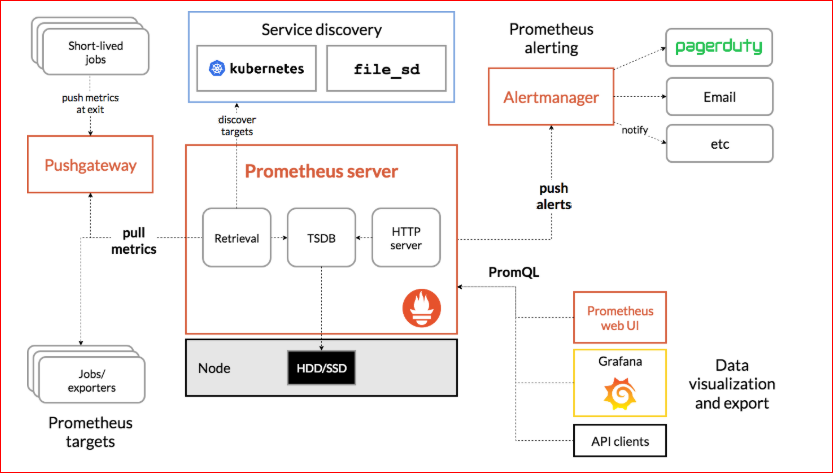 Short-lived
jobs
push metrics
at exit
Pushgateway
pull
metrics
Jobs/
exporters
Prometheus
targets
Service discovery
kubernetes
file_sd
discover
targets
Prometheus server
Retrieval
TSDB
HTTP
server
Node
HDD/SSD
Prometheus
alerting
Alertmanager
pagerduty
Email
notify
etc
push
alerts
PromQL
Prometheus
web UI
Grafana
API clients
Data
visualization
and export